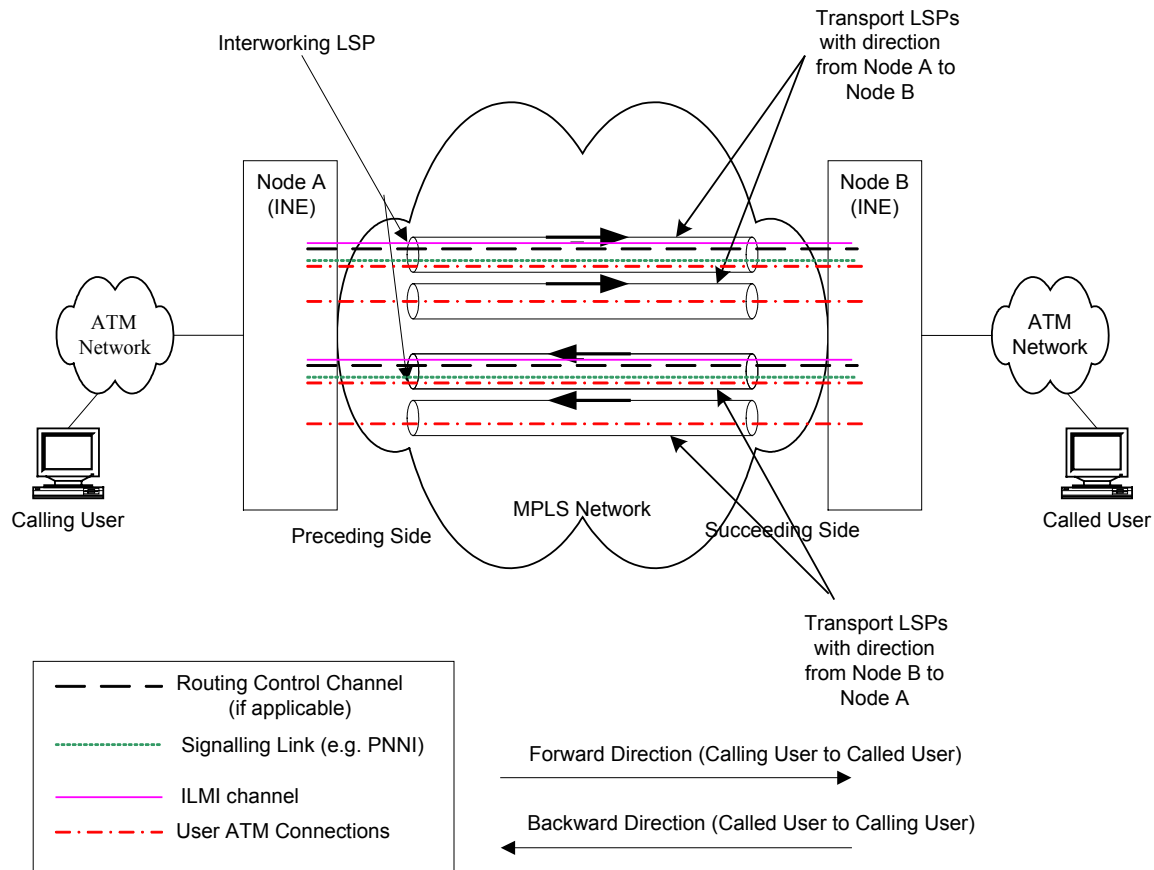 Interworking LSP
Transport LSPs
with direction
from Node A to
Node B
Node A
(INE)
Node B
(INE)
ATM
Network
ATM
Network
Calling User
Called User
MPLS Network
Preceding Side
Succeeding Side
Transport LSPs
with direction
from Node B to
Node A
Routing Control Channel
(if applicable)
Signalling Link (e.g. PNNI)
ILMI channel
User ATM Connections
Forward Direction (Calling User to Called User)
Backward Direction (Called User to Calling User)